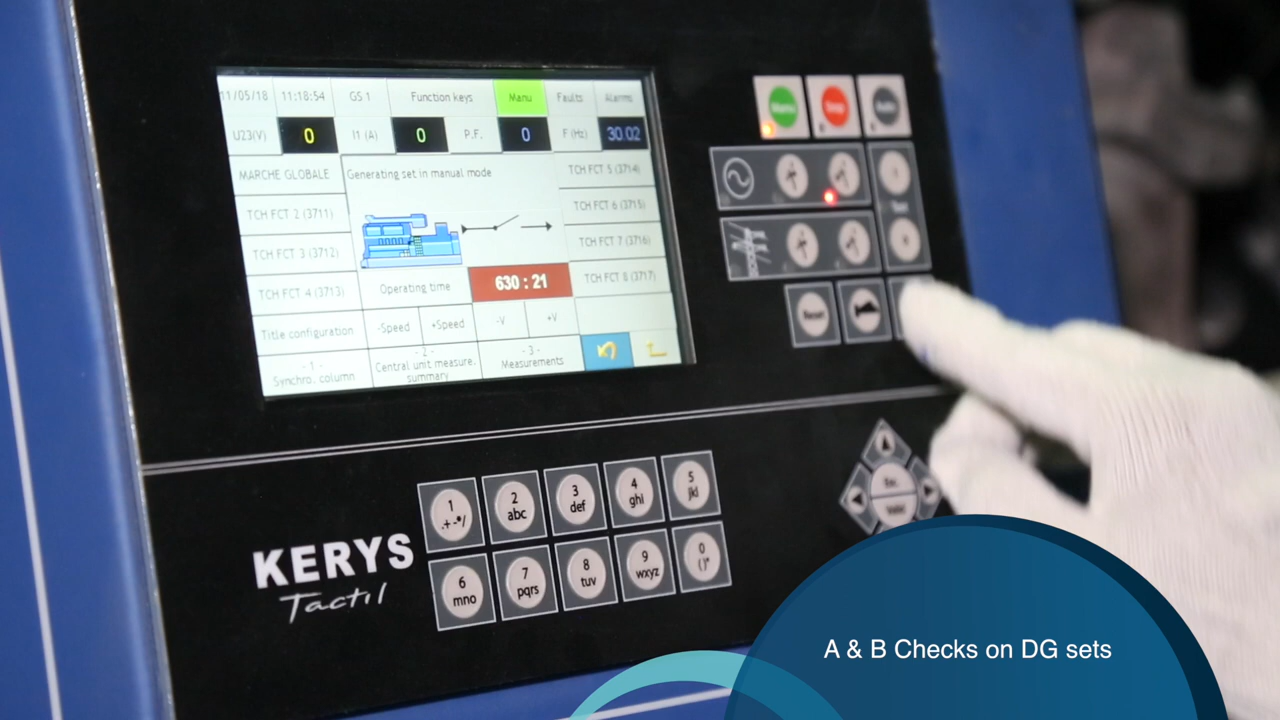 11/05/18 11:18:54 GS 1 Function keys Manu Faults Alarms
U23(V) 0 I1 (A) 0 P.F. 0 F (Hz) 30.02
MARCHE GLOBALE Generating set in manual mode TCH FCT 5 (3714)
TCH FCT 2 (3711) TCH FCT 6 (3715)
TCH FCT 3 (3712) TCH FCT 7 (3716)
TCH FCT 4 (3713) Operating time 630 : 21 TCH FCT 8 (3717)
Title configuration -Speed +Speed -V +V
- 1 - - 2 - - 3 -
Synchro. column Central unit measure. Measurements
summary
Stop
Reset
KERYS
Tactil
1 2 3 4 5
.+-*/ abc def ghi jkl
6 7 8 9 0
mno pqrs tuv wxyz ()°
A & B Checks on DG sets